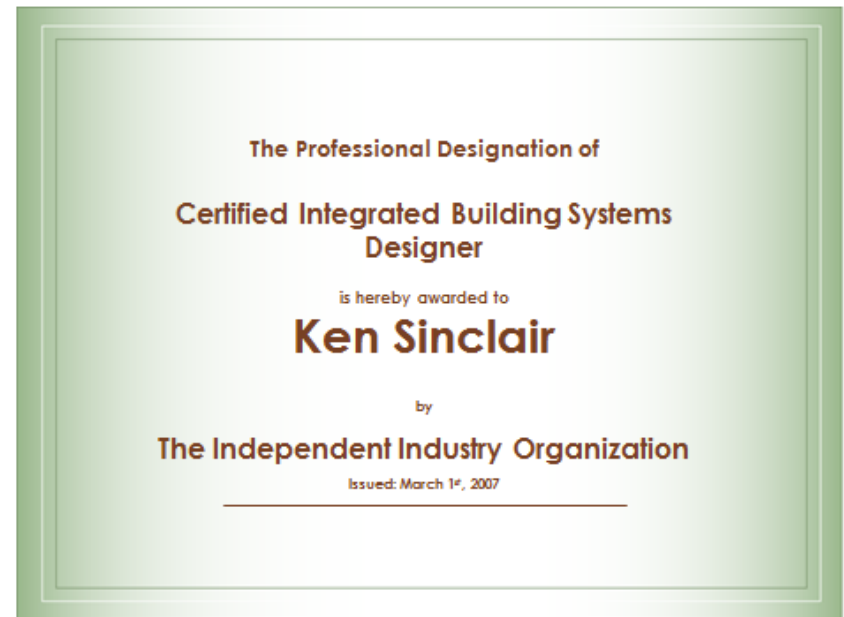 The Professional Designation of
Certified Integrated Building Systems
Designer
is hereby awarded to
Ken Sinclair
by
The Independent Industry Organization
Issued: March 1st, 2007